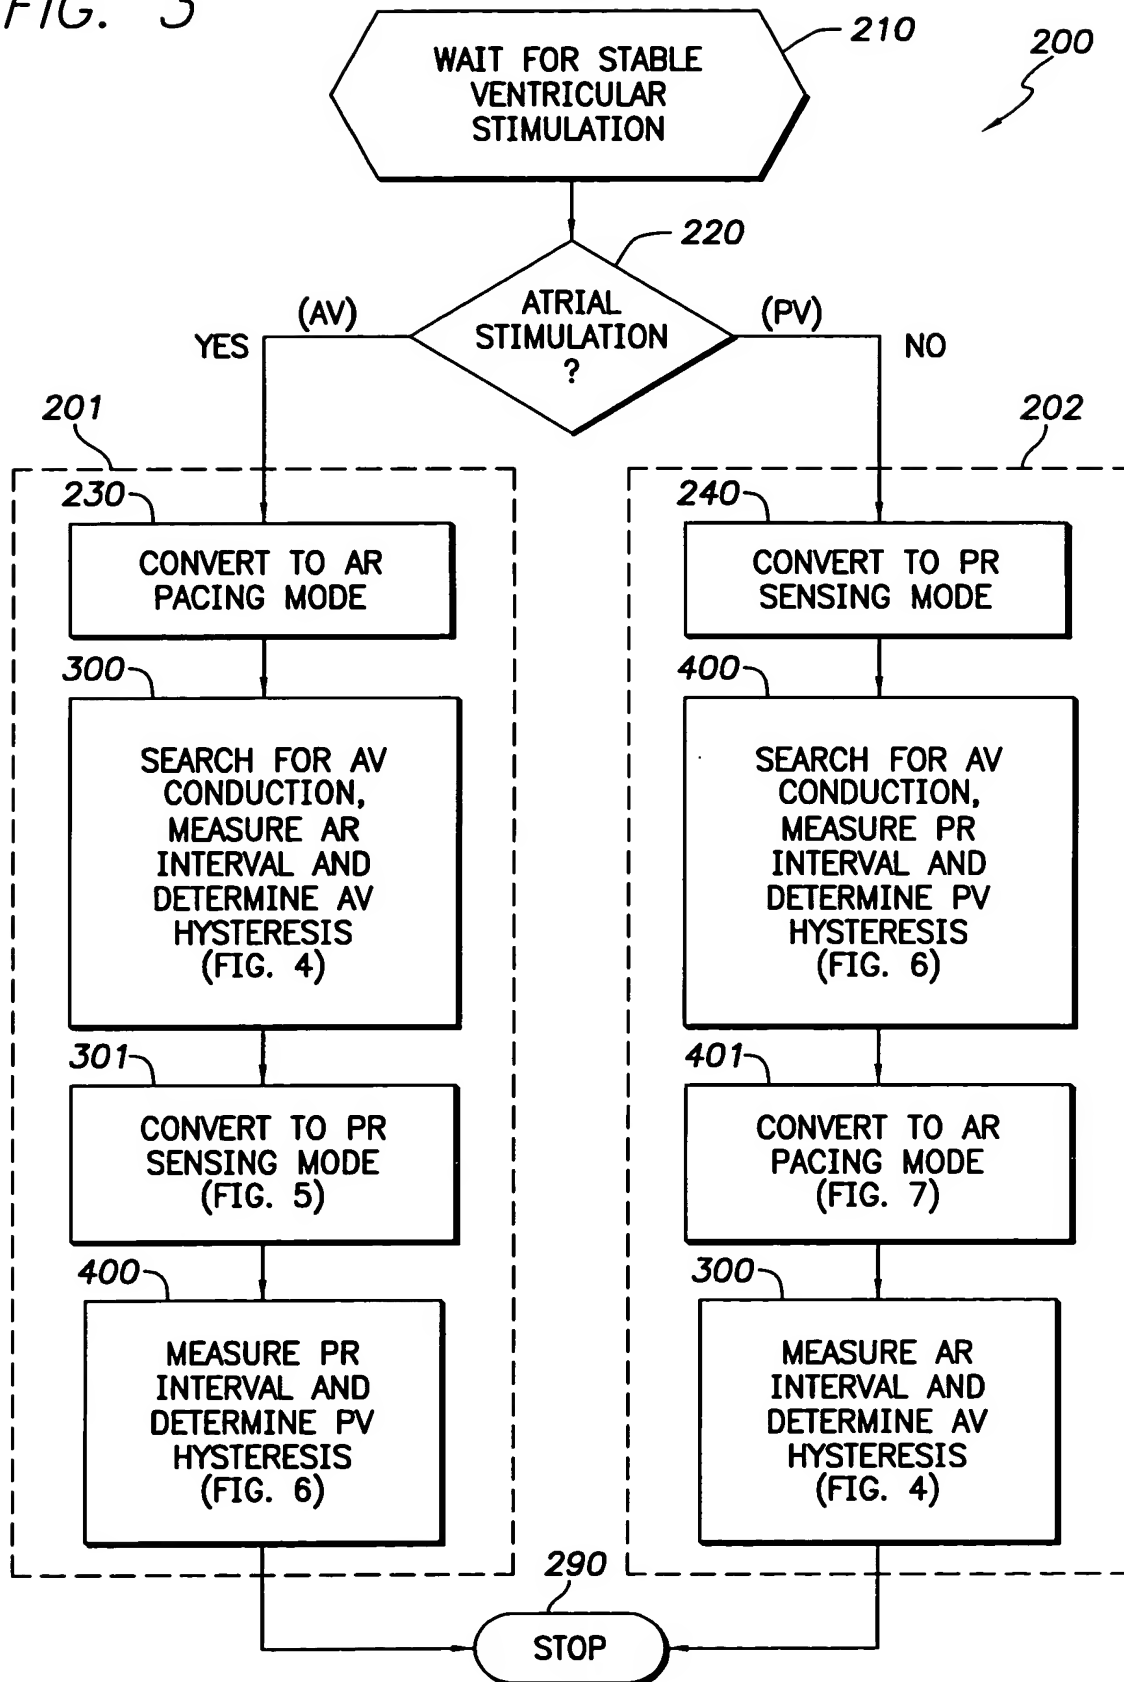 FIG. 3
WAIT FOR STABLE
VENTRICULAR
STIMULATION
210
200
220
ATRIAL
STIMULATION
?
(AV)
YES
(PV)
NO
201
202
230
CONVERT TO AR
PACING MODE
300
SEARCH FOR AV
CONDUCTION,
MEASURE AR
INTERVAL AND
DETERMINE AV
HYSTERESIS
(FIG. 4)
301
CONVERT TO PR
SENSING MODE
(FIG. 5)
400
MEASURE PR
INTERVAL AND
DETERMINE PV
HYSTERESIS
(FIG. 6)
240
CONVERT TO PR
SENSING MODE
400
SEARCH FOR AV
CONDUCTION,
MEASURE PR
INTERVAL AND
DETERMINE PV
HYSTERESIS
(FIG. 6)
401
CONVERT TO AR
PACING MODE
(FIG. 7)
300
MEASURE AR
INTERVAL AND
DETERMINE AV
HYSTERESIS
(FIG. 4)
290
STOP